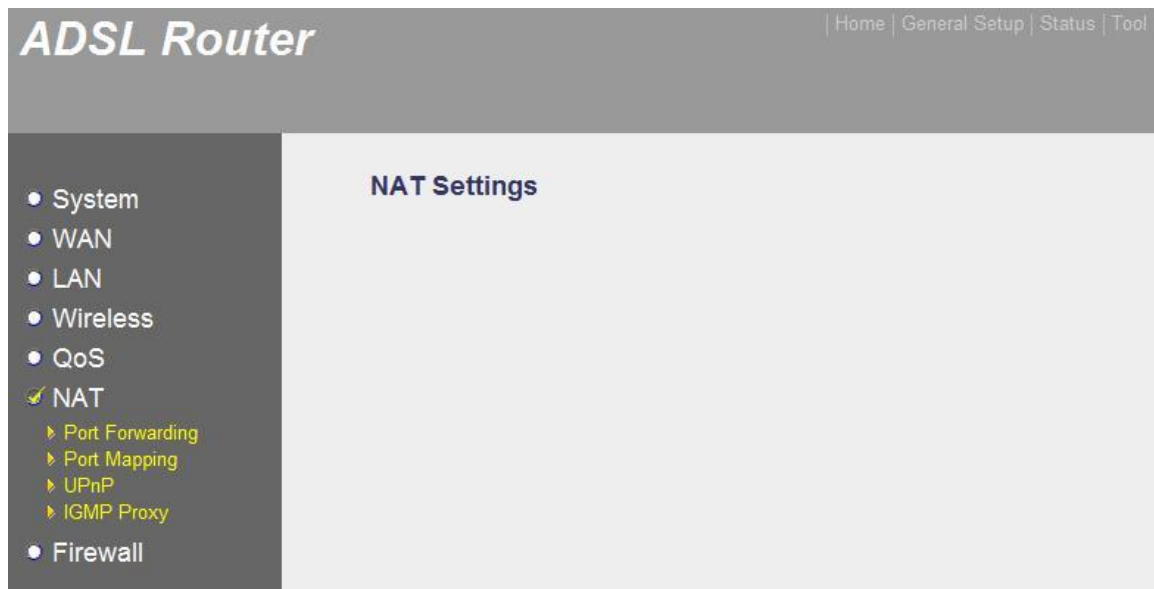 ADSL Router
| Home | General Setup | Status | Tool
System
WAN
LAN
Wireless
QoS
NAT
Port Forwarding
Port Mapping
UPnP
IGMP Proxy
Firewall
NAT Settings